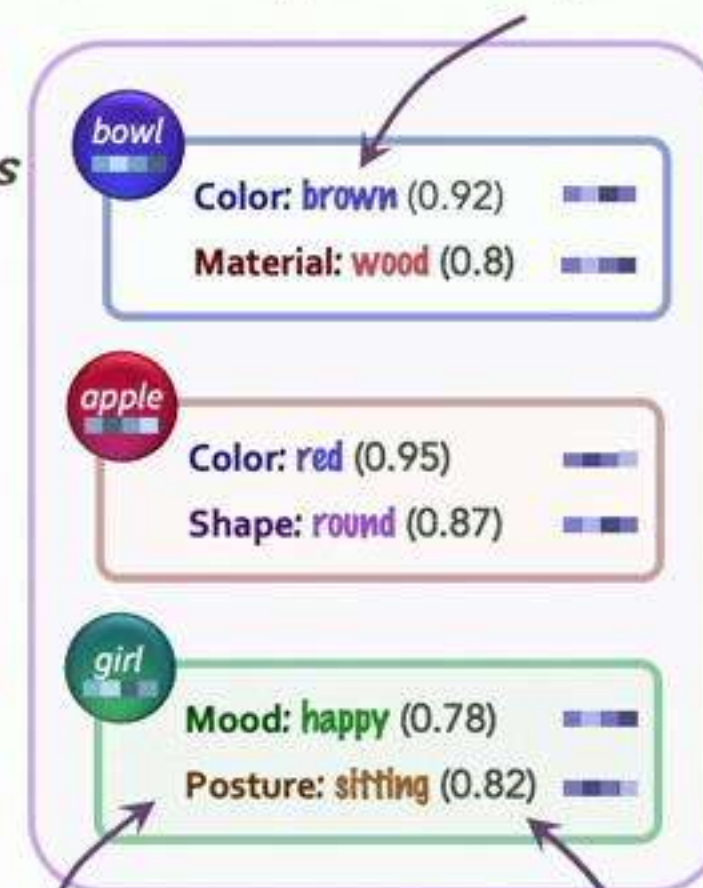 s
bowl
Color: brown (0.92)
Material: wood (0.8)
apple
Color: red (0.95)
Shape: round (0.87)
girl
Mood: happy (0.78)
Posture: sitting (0.82)